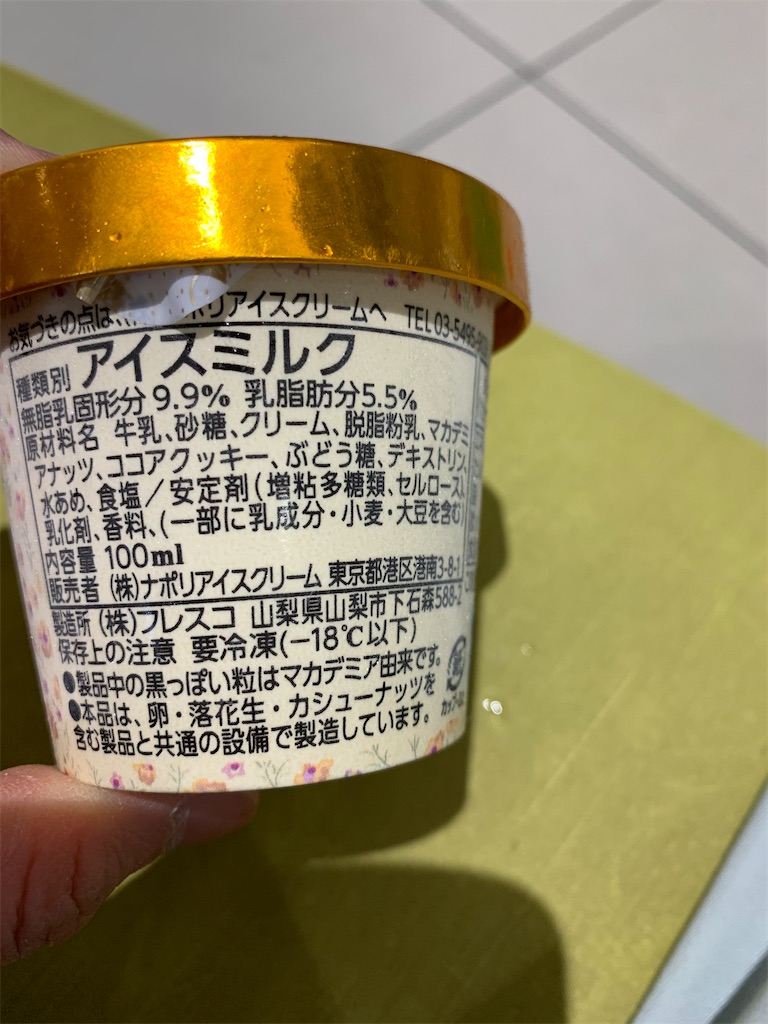 お気づきの点は、 ポリアイスクリームへ TEL 03-5495-
種類別 アイスミルク
無脂乳固形分 9.9% 乳脂肪分5.5%
原材料名 牛乳、砂糖、クリーム、脱脂粉乳、マカデミ
アナッツ、ココアクッキー、ぶどう糖、デキストリン、
水あめ、食塩/安定剤(増粘多糖類、セルロース)、
乳化剤、香料、(一部に乳成分・小麦・大豆を含む)
内容量 100ml
販売者 (株)ナポリアイスクリーム 東京都港区港南3-8-1
製造所 (株)フレスコ 山梨県山梨市下石森588-2
保存上の注意 要冷凍(-18℃以下)
●製品中の黒っぽい粒はマカデミア由来です。
●本品は、卵・落花生・カシューナッツを
含む製品と共通の設備で製造しています。
紙
カップ・